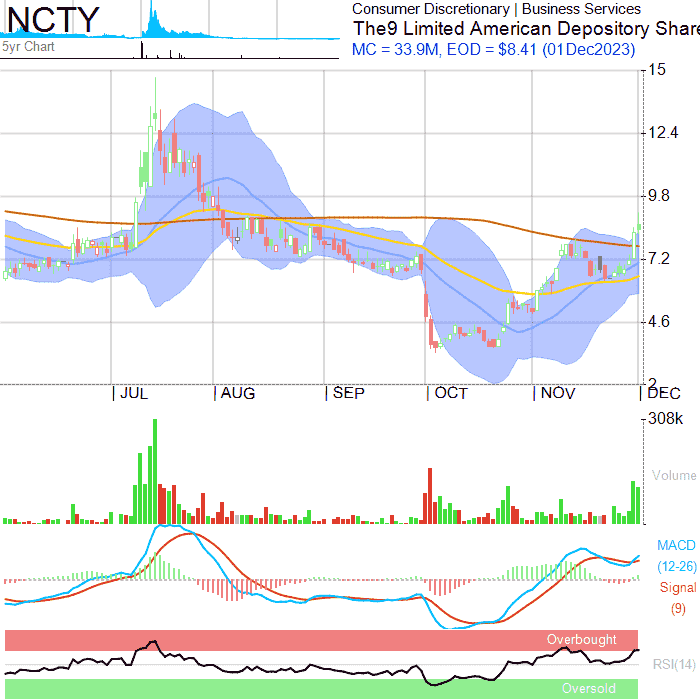 NCTY
5yr Chart
Consumer Discretionary | Business Services
The9 Limited American Depository Share
MC = 33.9M, EOD = $8.41 (01Dec2023)
15
12.4
9.8
7.2
4.6
2
JUL AUG SEP OCT NOV DEC
308k
Volume
MACD
(12-26)
Signal
(9)
Overbought
RSI(14)
Oversold